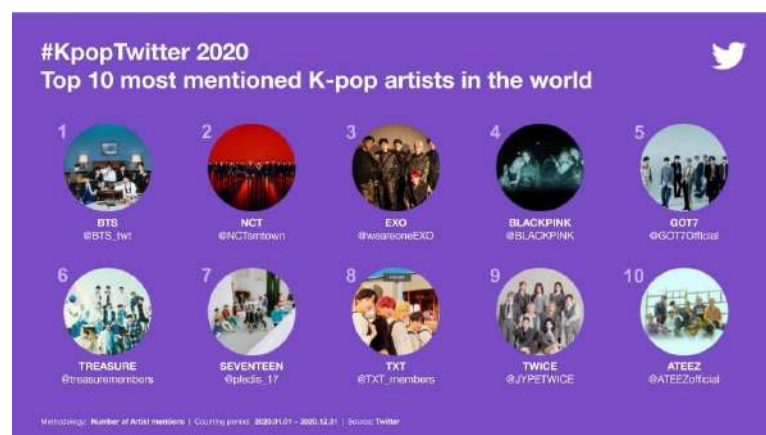 #KpopTwitter 2020
Top 10 most mentioned K-pop artists in the world
1 2 3 4 5
BTS NCT EXO BLACKPINK GOT7
@BTS_twt @NCTsmtown @weareoneEXO @BLACKPINK @GOT7Official
6 7 8 9 10
TREASURE SEVENTEEN TXT TWICE ATEEZ
@treasuremembers @pledis_17 @TXT_members @JYPETWICE @ATEEZofficial
Methodology: Number of Artist mentions | Counting period: 2020.01.01 – 2020.12.31 | Source: Twitter